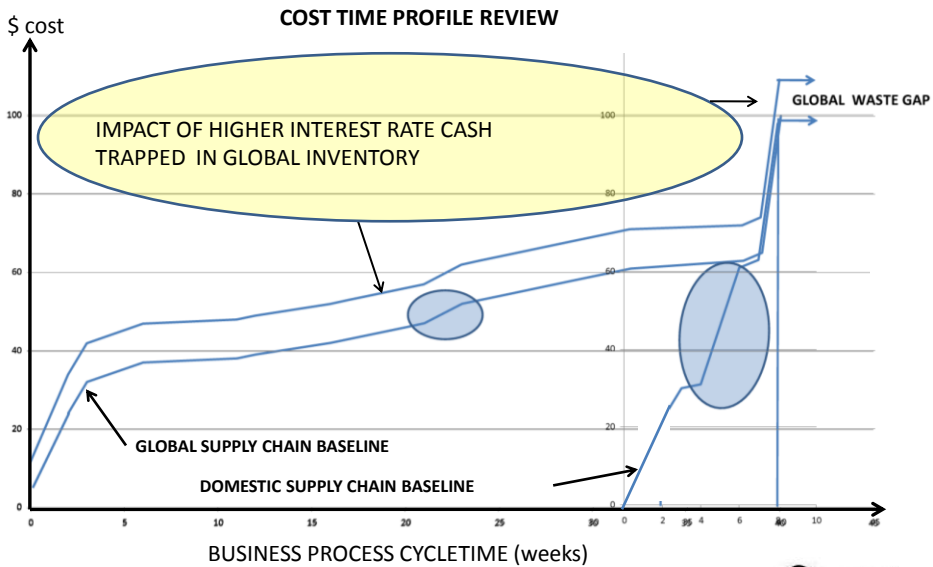 COST TIME PROFILE REVIEW
$ cost
GLOBAL WASTE GAP
100
100
IMPACT OF HIGHER INTEREST RATE CASH
TRAPPED IN GLOBAL INVENTORY
80
80
60
60
40
40
20
20
GLOBAL SUPPLY CHAIN BASELINE
DOMESTIC SUPPLY CHAIN BASELINE
0
0
0 5 10 15 20 25 30 0 2 35 4 6 8 40 10 45
BUSINESS PROCESS CYCLETIME (weeks)